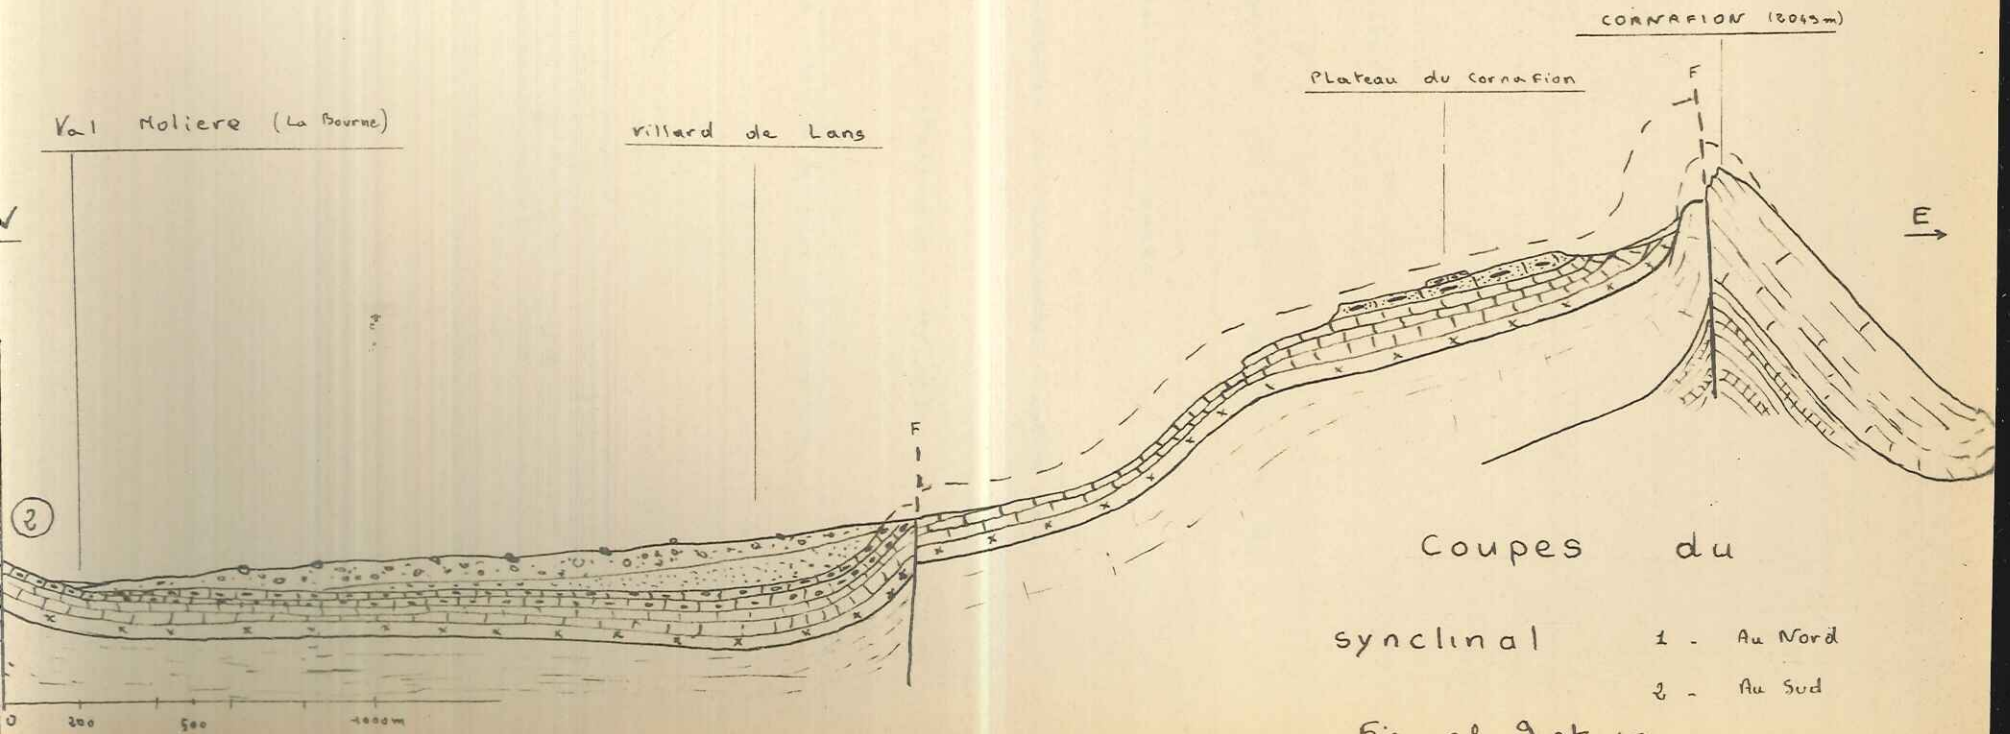 CORNAFION (2049m)
F
Plateau du Cornafion
Val Moliere (La Bourne)
Villard de Lans
E
F
2
Coupes du
synclinal
1 - Au Nord
2 - Au Sud
0 200 500 1000m